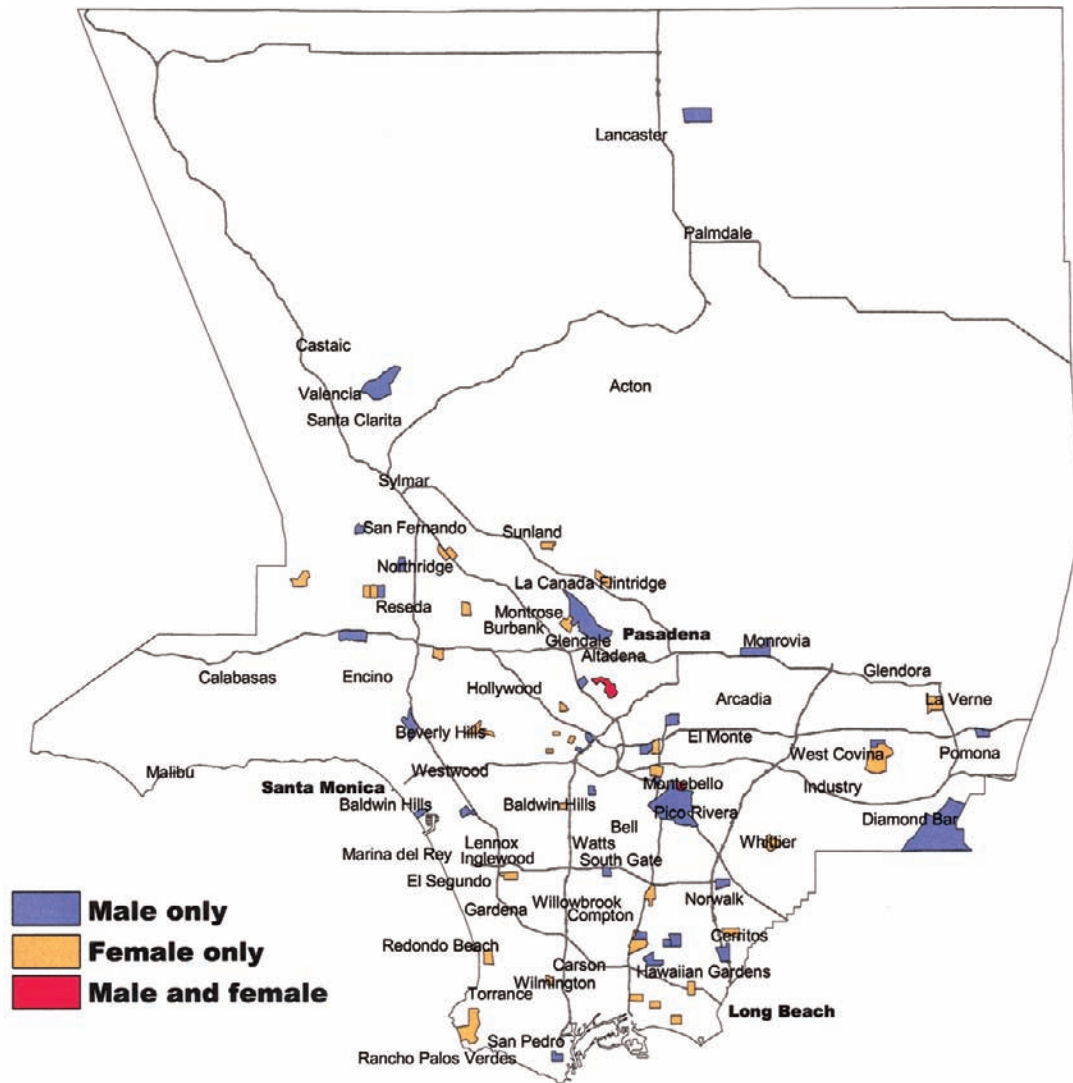 Lancaster
Palmdale
Castaic
Acton
Valencia
Santa Clarita
Sylmar
San Fernando
Sunland
Northridge
La Canada Flintridge
Reseda
Montrose
Burbank
Pasadena
Glendale
Monrovia
Altadena
Glendora
Calabasas
Encino
Hollywood
Arcadia
La Verne
Beverly Hills
El Monte
West Covina
Pomona
Malibu
Westwood
Santa Monica
Montebello
Industry
Baldwin Hills
Baldwin Hills
Pico Rivera
Diamond Bar
Bell
Marina del Rey
Lennox
Watts
Whittier
Inglewood
South Gate
El Segundo
Gardena
Willowbrook
Compton
Norwalk
Redondo Beach
Cerritos
Carson
Hawaiian Gardens
Wilmington
Torrance
Long Beach
San Pedro
Rancho Palos Verdes
Male only
Female only
Male and female